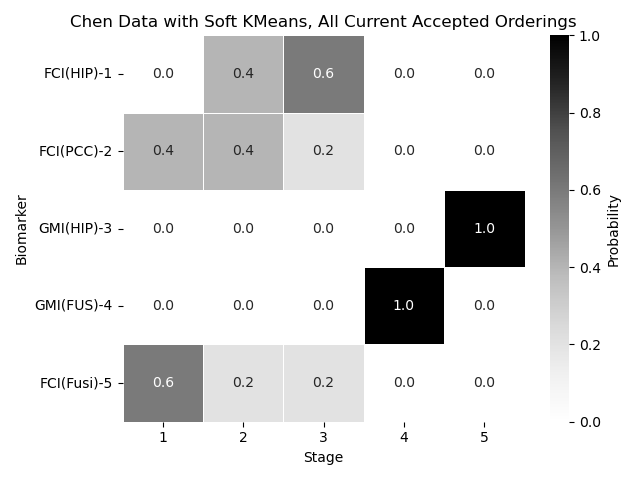 Chen Data with Soft KMeans, All Current Accepted Orderings
FCI(HIP)-1 0.0 0.4 0.6 0.0 0.0
FCI(PCC)-2 0.4 0.4 0.2 0.0 0.0
GMI(HIP)-3 0.0 0.0 0.0 0.0 1.0
GMI(FUS)-4 0.0 0.0 0.0 1.0 0.0
FCI(Fusi)-5 0.6 0.2 0.2 0.0 0.0
1 2 3 4 5
Stage
Biomarker
1.0
0.8
0.6
0.4
0.2
0.0
Probability